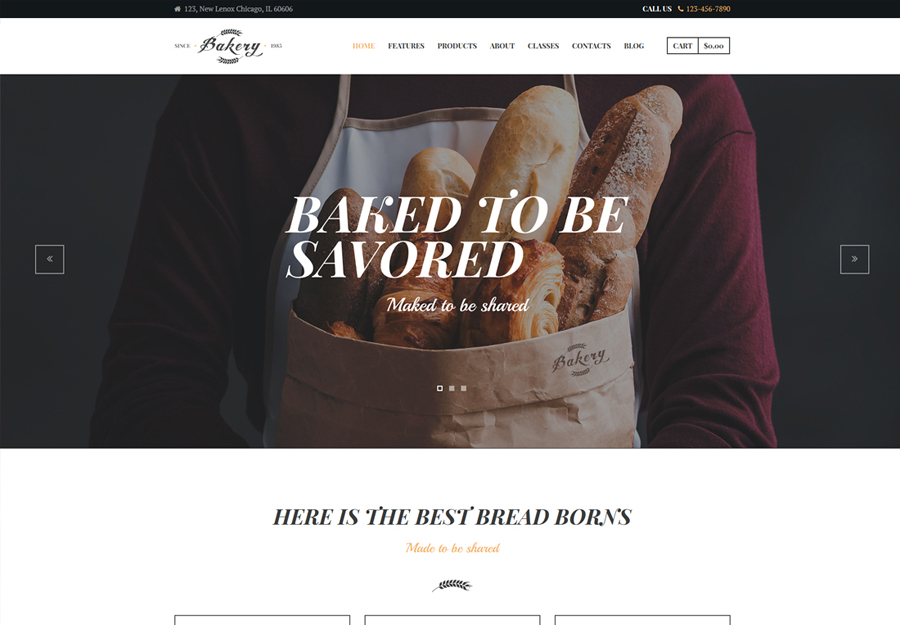 123, New Lenox Chicago, IL 60606
CALL US 123-456-7890
SINCE Bakery 1985
HOME FEATURES PRODUCTS ABOUT CLASSES CONTACTS BLOG
CART $0.00
BAKED TO BE
SAVORED
Maked to be shared
Bakery
HERE IS THE BEST BREAD BORNS
Made to be shared